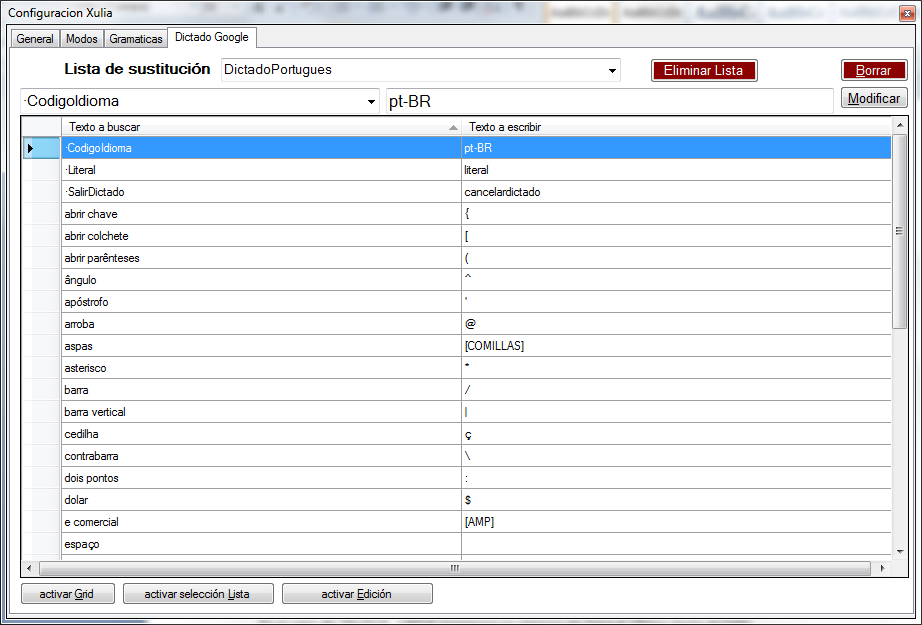 Configuracion Xulia
General Modos Gramaticas Dictado Google
Lista de sustitución DictadoPortugues Eliminar Lista Borrar
·CodigoIdioma pt-BR Modificar
Texto a buscar Texto a escribir
·CodigoIdioma pt-BR
·Literal literal
·SalirDictado cancelardictado
abrir chave {
abrir colchete [
abrir parênteses (
ângulo ^
apóstrofo '
arroba @
aspas [COMILLAS]
asterisco *
barra /
barra vertical |
cedilha ç
contrabarra \
dois pontos :
dolar $
e comercial [AMP]
espaço
activar Grid activar selección Lista activar Edición